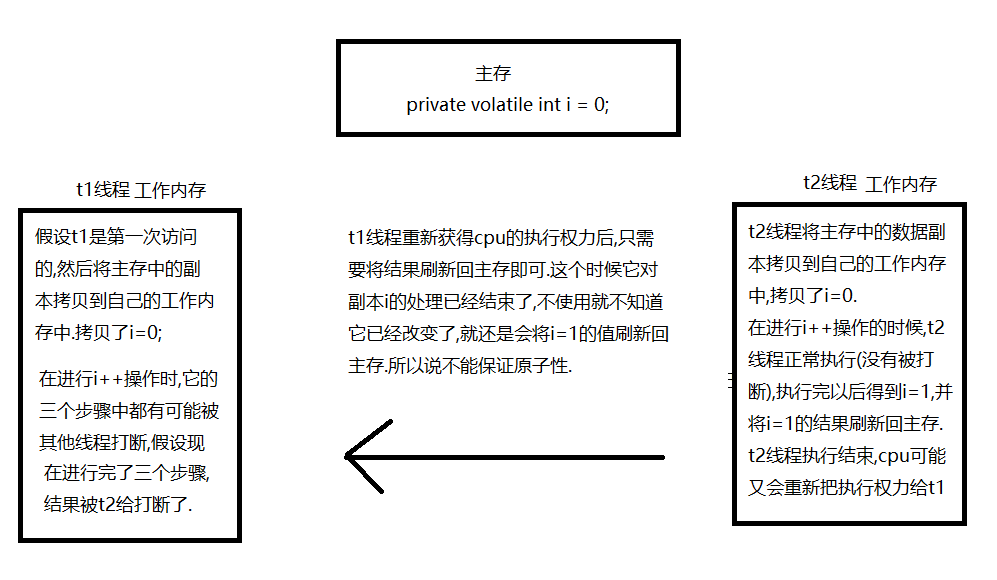 主存
private volatile int i = 0;
t1线程 工作内存
假设t1是第一次访问
的,然后将主存中的副
本拷贝到自己的工作内
存中.拷贝了i=0;
在进行i++操作时,它的
三个步骤中都有可能被
其他线程打断,假设现
在进行完了三个步骤,
结果被t2给打断了.
t1线程重新获得cpu的执行权力后,只需
要将结果刷新回主存即可.这个时候它对
副本i的处理已经结束了,不使用就不知道
它已经改变了,就还是会将i=1的值刷新回
主存.所以说不能保证原子性.
t2线程 工作内存
t2线程将主存中的数据副
本拷贝到自己的工作内存
中,拷贝了i=0.
在进行i++操作的时候,t2
线程正常执行(没有被打
断),执行完以后得到i=1,并
将i=1的结果刷新回主存.
t2线程执行结束,cpu可能
又会重新把执行权力给t1